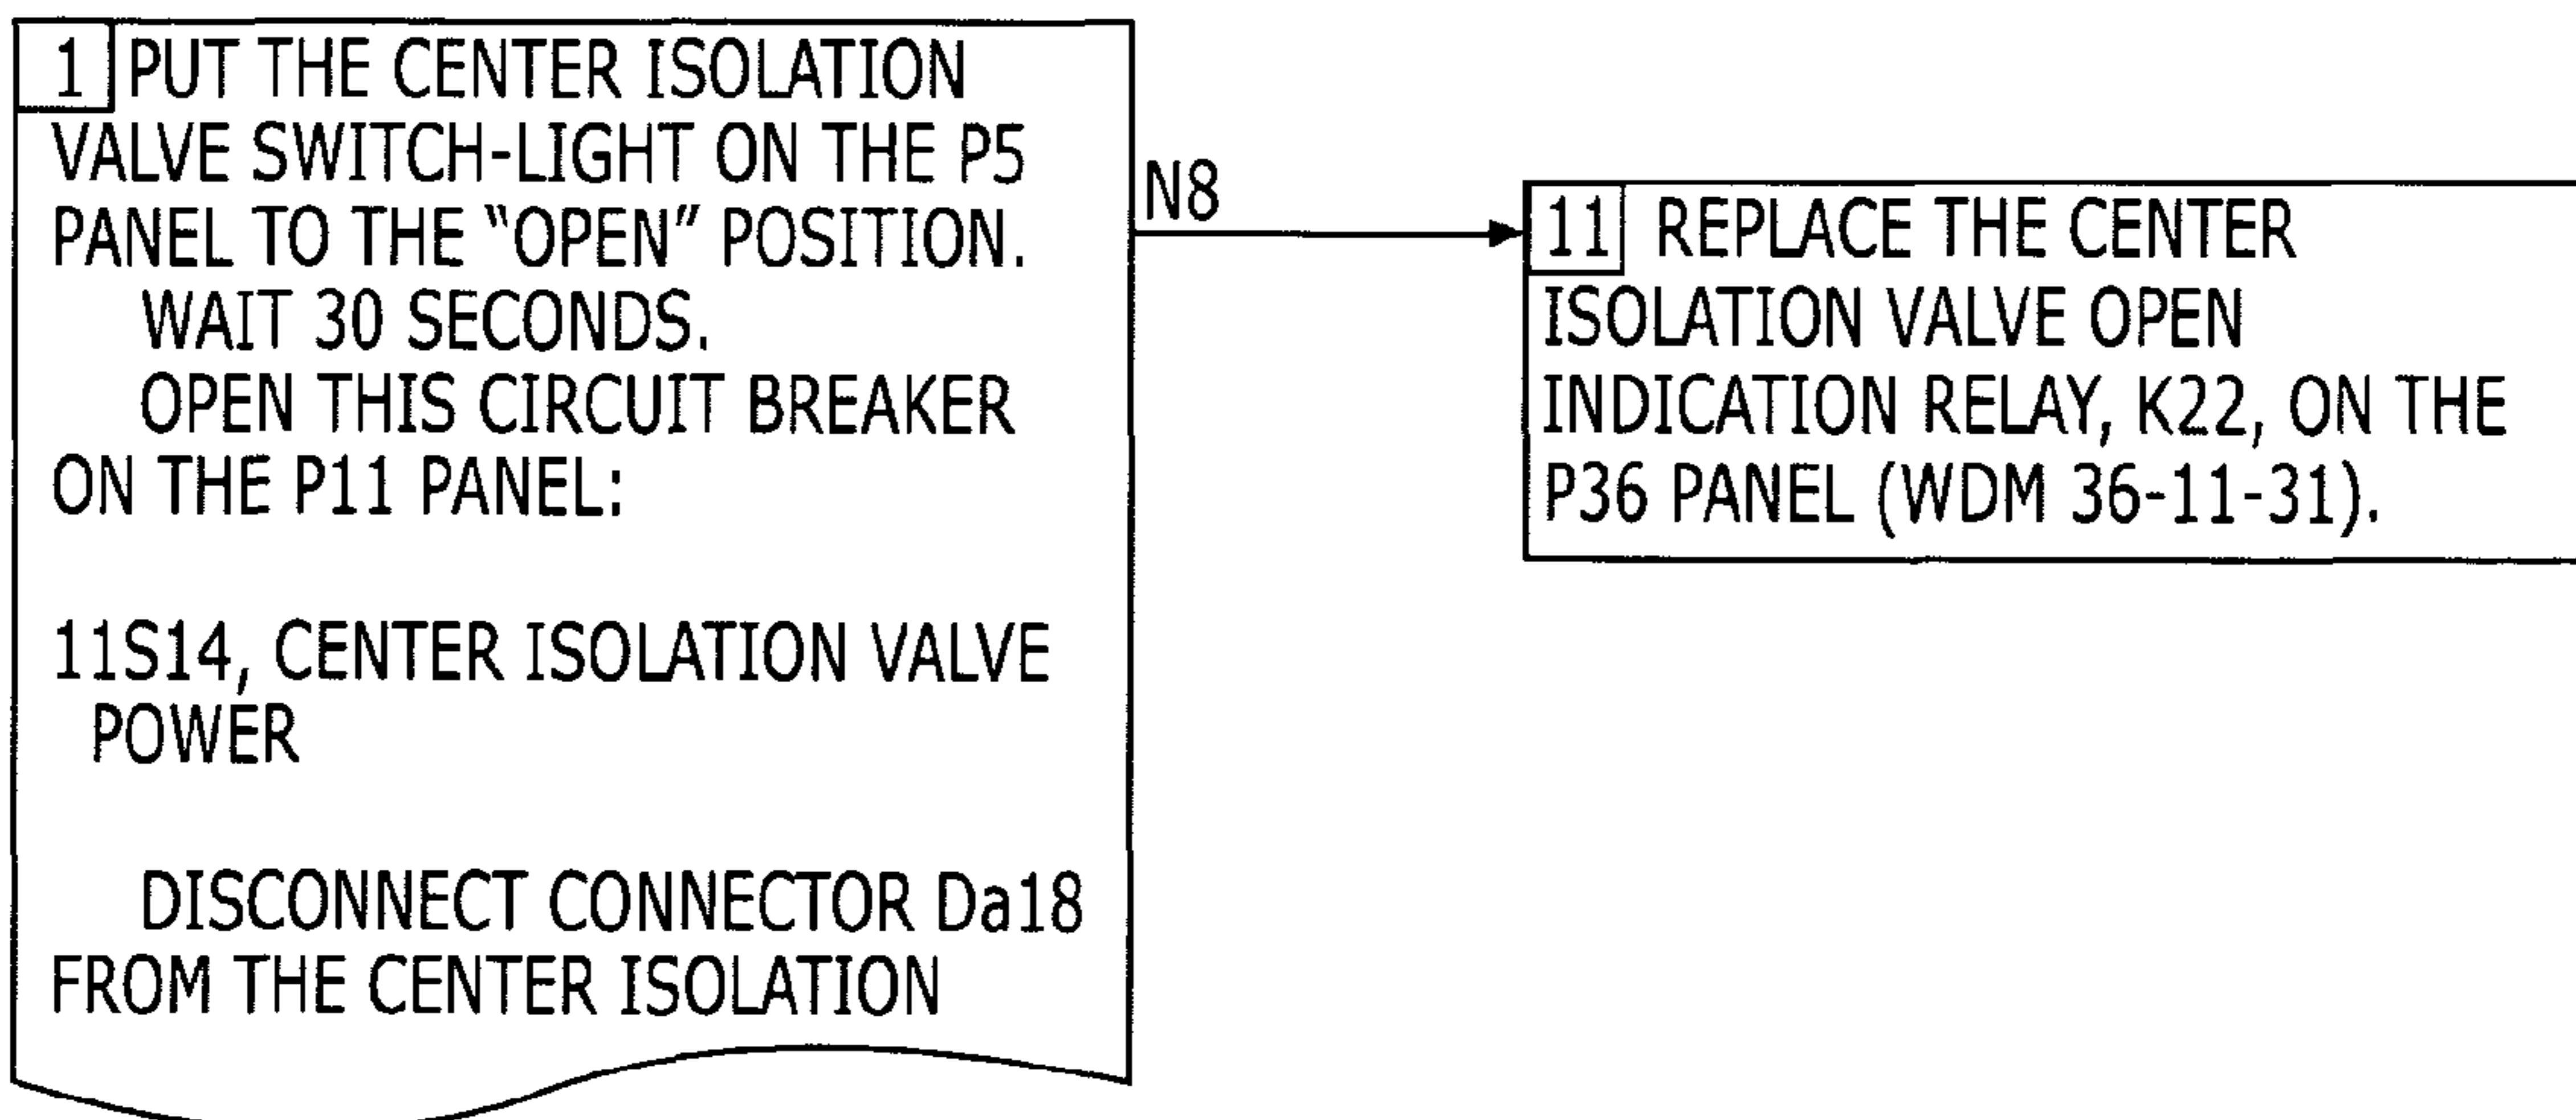 1 PUT THE CENTER ISOLATION
VALVE SWITCH-LIGHT ON THE P5
PANEL TO THE “OPEN” POSITION.
WAIT 30 SECONDS.
OPEN THIS CIRCUIT BREAKER
ON THE P11 PANEL:
11S14, CENTER ISOLATION VALVE
POWER
DISCONNECT CONNECTOR Da18
FROM THE CENTER ISOLATION
N8
11 REPLACE THE CENTER
ISOLATION VALVE OPEN
INDICATION RELAY, K22, ON THE
P36 PANEL (WDM 36-11-31).